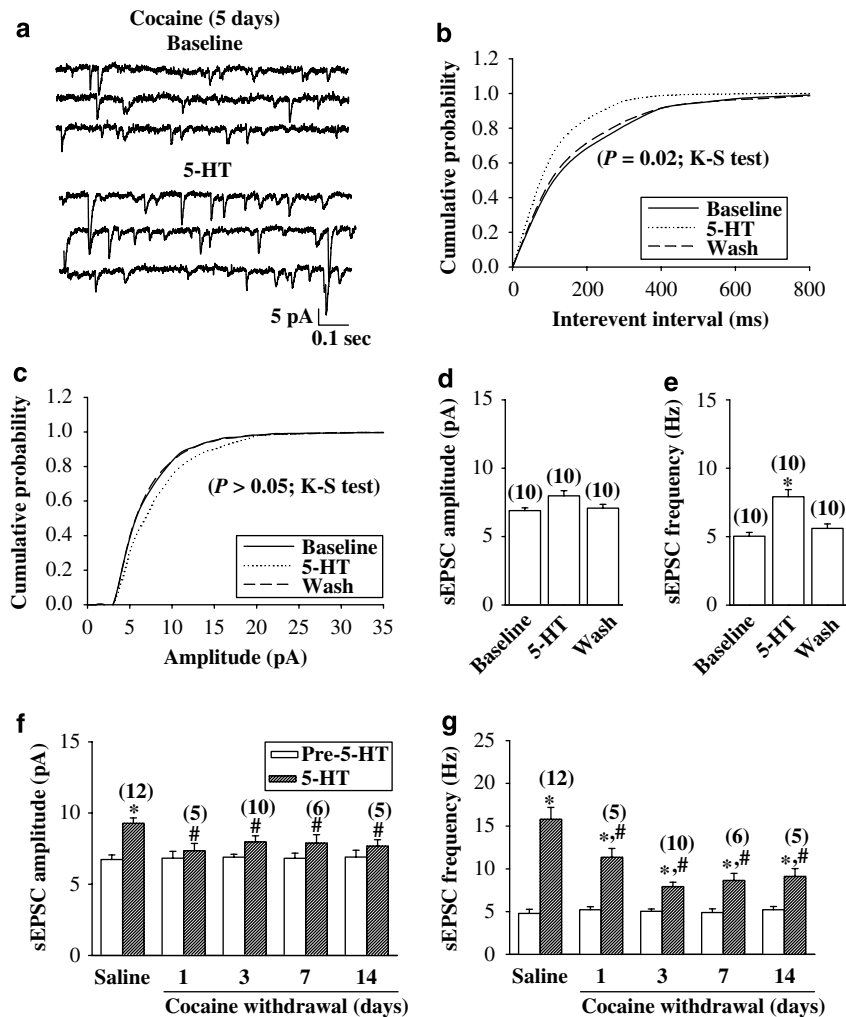 a
Cocaine (5 days)
Baseline
5-HT
5 pA
0.1 sec
b
Cumulative probability
1.2
1.0
0.8
0.6
0.4
0.2
0.0
(P = 0.02; K-S test)
Baseline
5-HT
Wash
0 200 400 600 800
Interevent interval (ms)
c
Cumulative probability
1.2
1.0
0.8
0.6
0.4
0.2
0.0
(P > 0.05; K-S test)
Baseline
5-HT
Wash
0 5 10 15 20 25 30 35
Amplitude (pA)
d
sEPSC amplitude (pA)
15
10
5
0
(10) (10) (10)
Baseline 5-HT Wash
e
sEPSC frequency (Hz)
15
10
5
0
(10) (10) (10)
*
Baseline 5-HT Wash
f
sEPSC amplitude (pA)
15
10
5
0
Pre-5-HT
5-HT
(12) (5) (10) (6) (5)
* # # # #
Saline 1 3 7 14
Cocaine withdrawal (days)
g
sEPSC frequency (Hz)
25
20
15
10
5
0
(12) (5) (10) (6) (5)
* *,# *,# *,# *,#
Saline 1 3 7 14
Cocaine withdrawal (days)